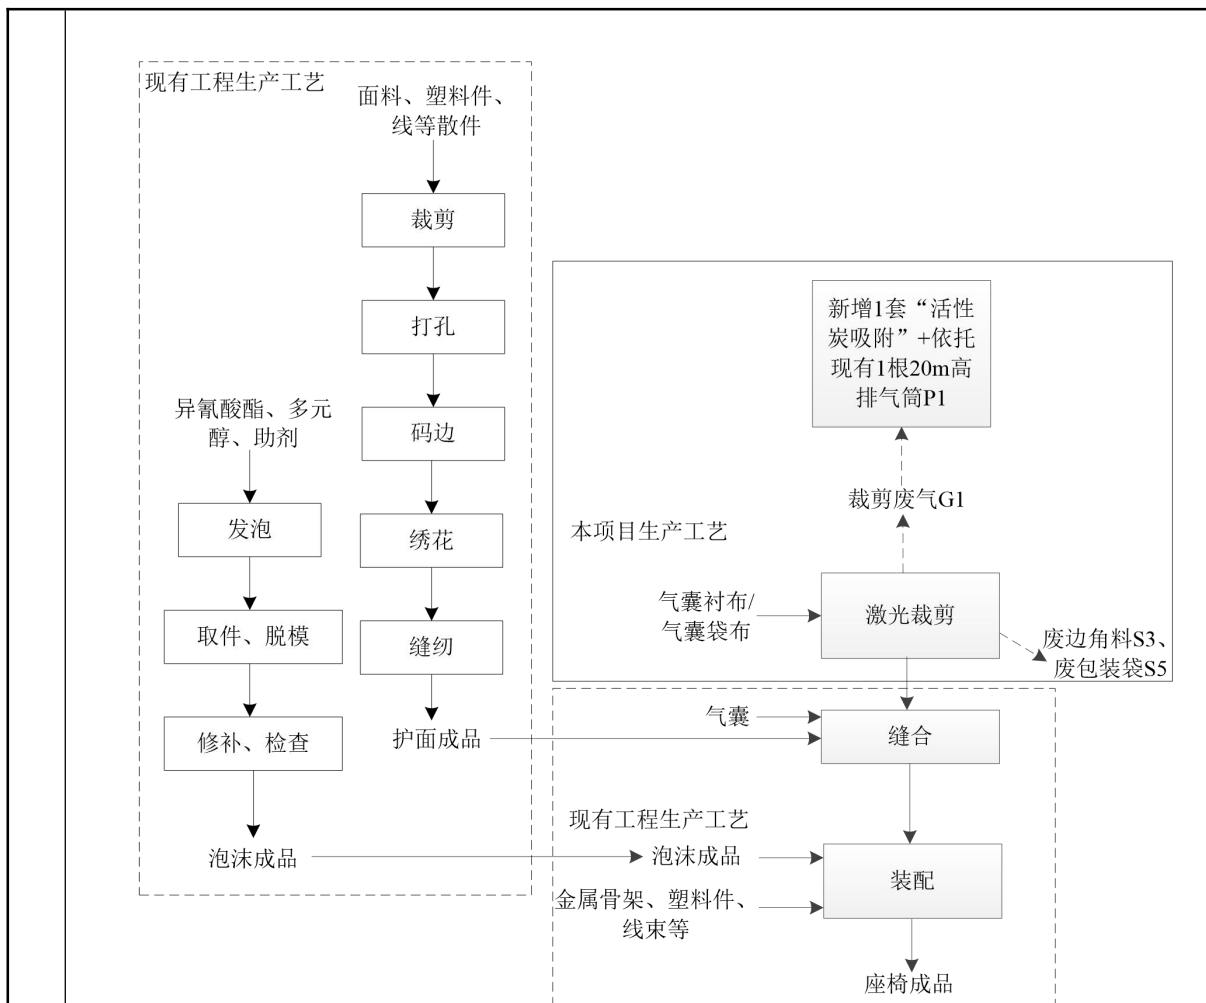 现有工程生产工艺
面料、塑料件、
线等散件
裁剪
打孔
码边
绣花
缝纫
护面成品
异氰酸酯、多元
醇、助剂
发泡
取件、脱模
修补、检查
泡沫成品
新增1套“活性
炭吸附”+依托
现有1根20m高
排气筒P1
裁剪废气G1
本项目生产工艺
气囊衬布/
气囊袋布
激光裁剪
废边角料S3、
废包装袋S5
气囊
缝合
现有工程生产工艺
泡沫成品
装配
金属骨架、塑料件、
线束等
座椅成品